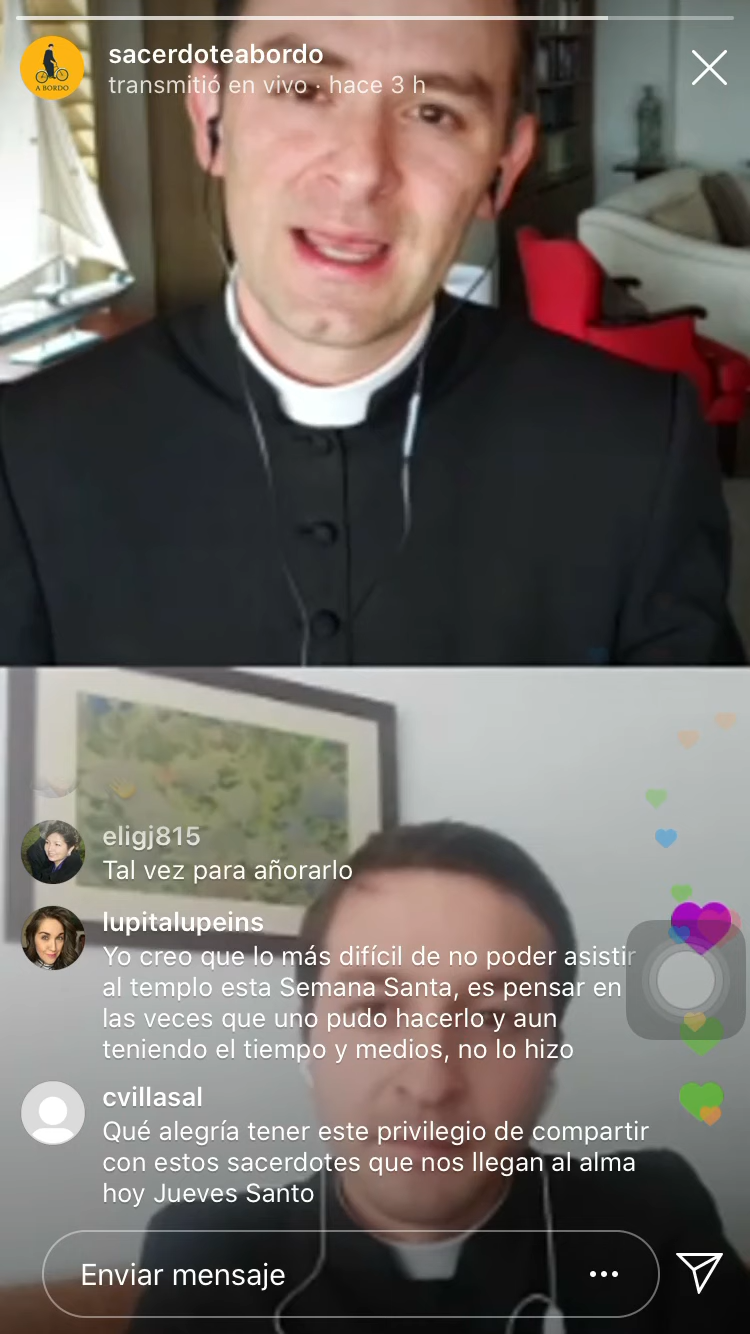 sacerdoteabordo
transmitió en vivo · hace 3 h
A BORDO
eligj815
Tal vez para añorarlo
lupitalupeins
Yo creo que lo más difícil de no poder asistir
al templo esta Semana Santa, es pensar en
las veces que uno pudo hacerlo y aun
teniendo el tiempo y medios, no lo hizo
cvillasal
Qué alegría tener este privilegio de compartir
con estos sacerdotes que nos llegan al alma
hoy Jueves Santo
Enviar mensaje